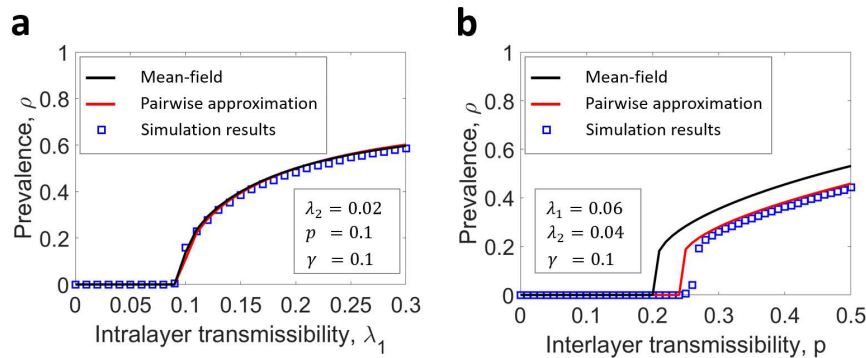 a
1
0.8
0.6
0.4
0.2
0
Prevalence, ρ
Mean-field
Pairwise approximation
Simulation results
λ₂ = 0.02
p = 0.1
γ = 0.1
0 0.05 0.1 0.15 0.2 0.25 0.3
Intralayer transmissibility, λ₁
b
1
0.8
0.6
0.4
0.2
0
Prevalence, ρ
Mean-field
Pairwise approximation
Simulation results
λ₁ = 0.06
λ₂ = 0.04
γ = 0.1
0 0.1 0.2 0.3 0.4 0.5
Interlayer transmissibility, p